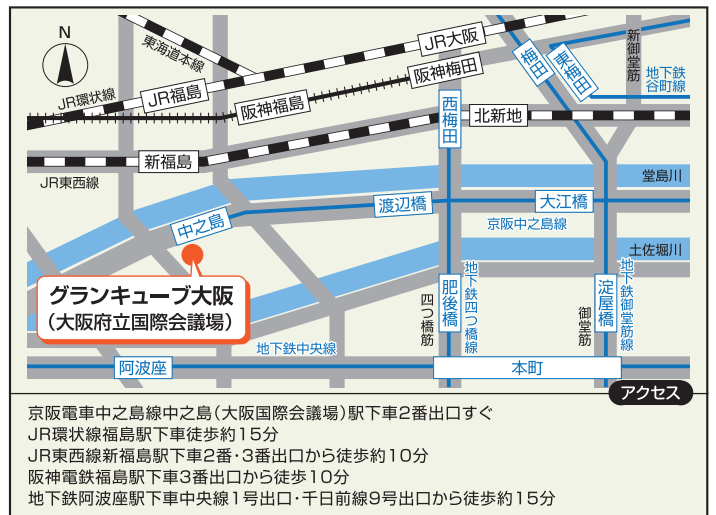 N
東海道本線
JR大阪
梅田
東梅田
新御堂筋
地下鉄
谷町線
阪神梅田
JR環状線
JR福島
阪神福島
西梅田
北新地
新福島
JR東西線
堂島川
中之島
渡辺橋
大江橋
京阪中之島線
土佐堀川
グランキューブ大阪
(大阪府立国際会議場)
四つ橋筋
肥後橋
地下鉄四つ橋線
御堂筋
淀屋橋
地下鉄御堂筋線
地下鉄中央線
阿波座
本町
アクセス
京阪電車中之島線中之島(大阪国際会議場)駅下車2番出口すぐ
JR環状線福島駅下車徒歩約15分
JR東西線新福島駅下車2番・3番出口から徒歩約10分
阪神電鉄福島駅下車3番出口から徒歩10分
地下鉄阿波座駅下車中央線1号出口・千日前線9号出口から徒歩約15分